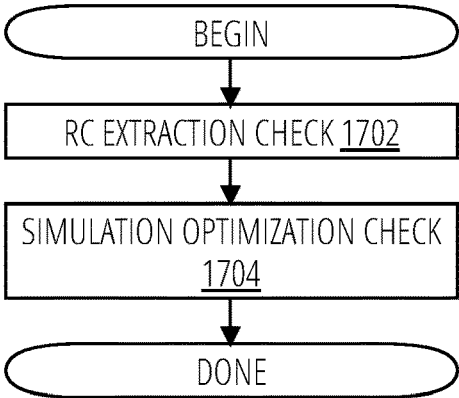 BEGIN
RC EXTRACTION CHECK 1702
SIMULATION OPTIMIZATION CHECK
1704
DONE